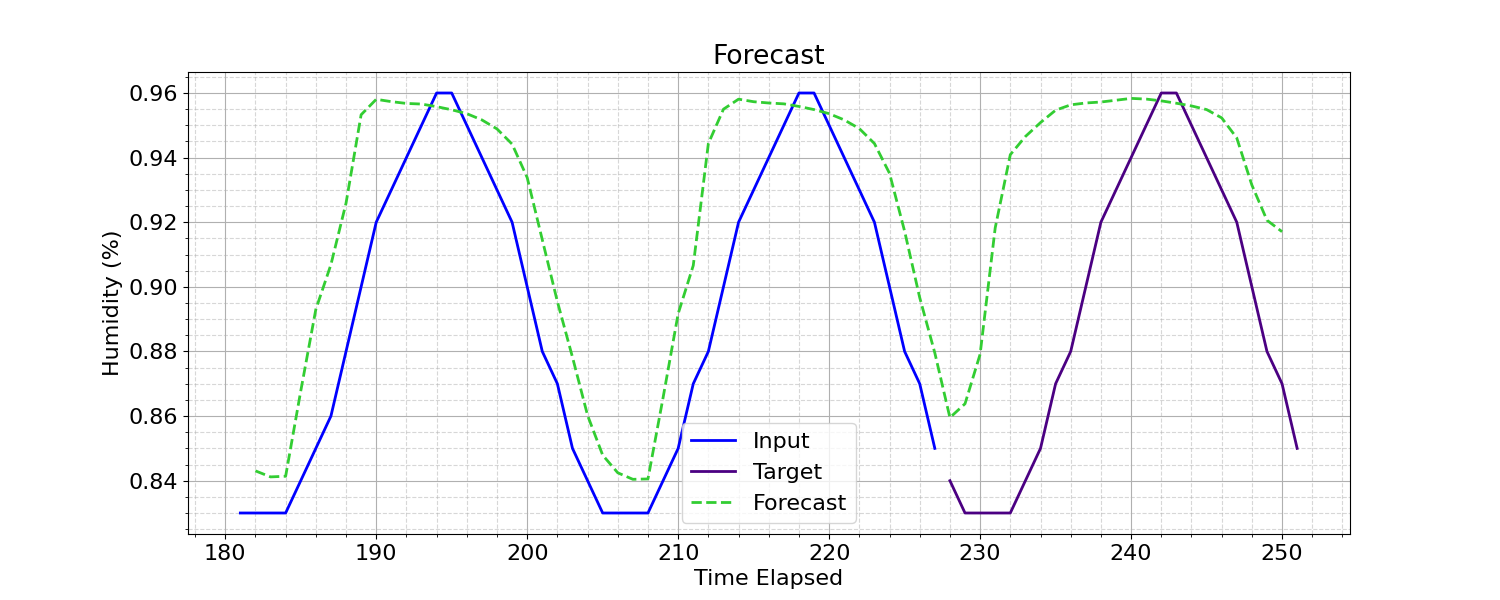 Forecast
0.96
0.94
0.92
0.90
0.88
0.86
0.84
Humidity (%)
Input
Target
Forecast
180 190 200 210 220 230 240 250
Time Elapsed